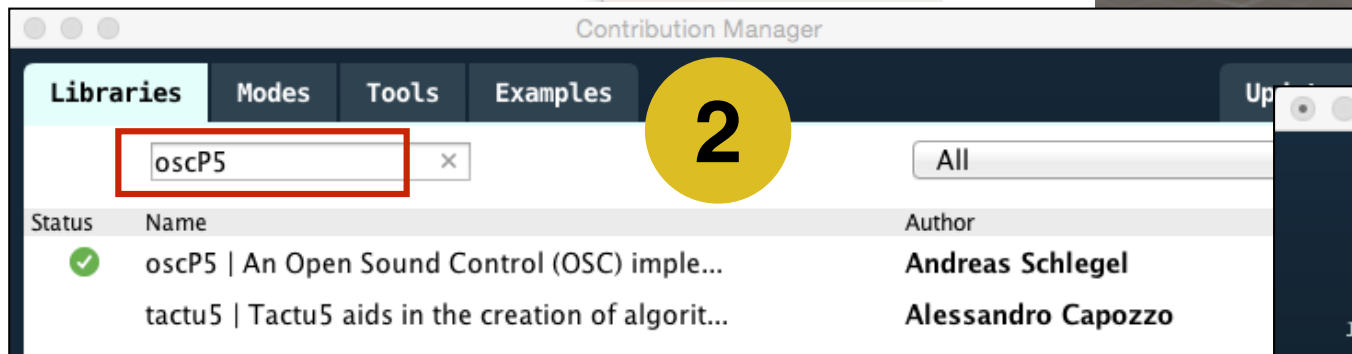 Contribution Manager
Libraries Modes Tools Examples
2
oscP5 × All
Status Name Author
oscP5 | An Open Sound Control (OSC) imple... Andreas Schlegel
tactu5 | Tactu5 aids in the creation of algorit... Alessandro Capozzo